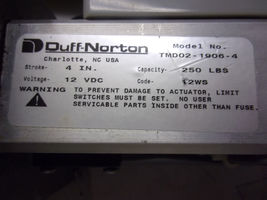 Duff-Norton Model No.
Charlotte, NC USA TMD02-1906-4
Stroke- 4 IN. Capacity- 250 LBS
Voltage- 12 VDC Code- L2WS
WARNING TO PREVENT DAMAGE TO ACTUATOR, LIMIT
SWITCHES MUST BE SET. NO USER
SERVICABLE PARTS INSIDE OTHER THAN FUSE.